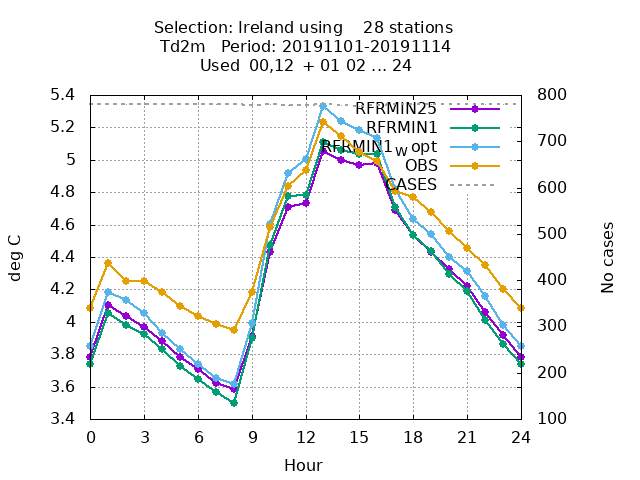 Selection: Ireland using    28 stations
Td2m   Period: 20191101-20191114
Used  00,12  + 01 02 ... 24
5.4
5.2
5
4.8
4.6
4.4
4.2
4
3.8
3.6
3.4
deg C
RFRMIN25
RFRMIN1
RFRMIN1_w opt
OBS
CASES
800
700
600
500
400
300
200
100
No cases
0 3 6 9 12 15 18 21 24
Hour